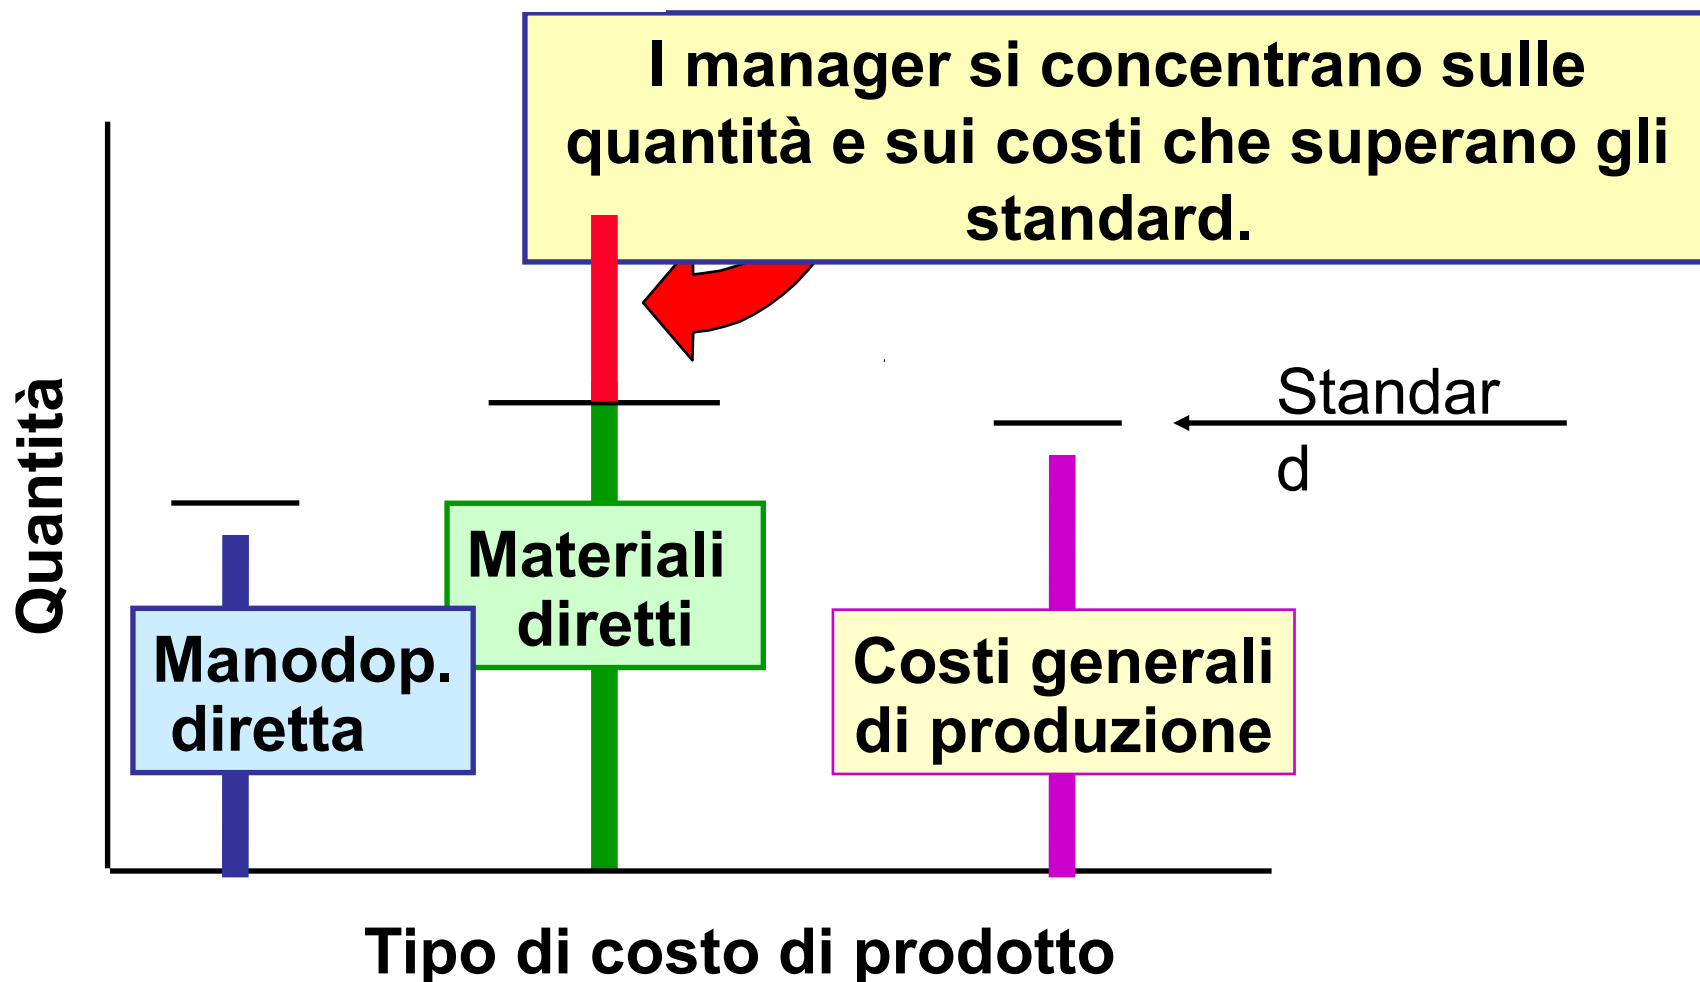 I manager si concentrano sulle
quantità e sui costi che superano gli
standard.
Quantità
Standar
d
Materiali
diretti
Manodop.
diretta
Costi generali
di produzione
Tipo di costo di prodotto